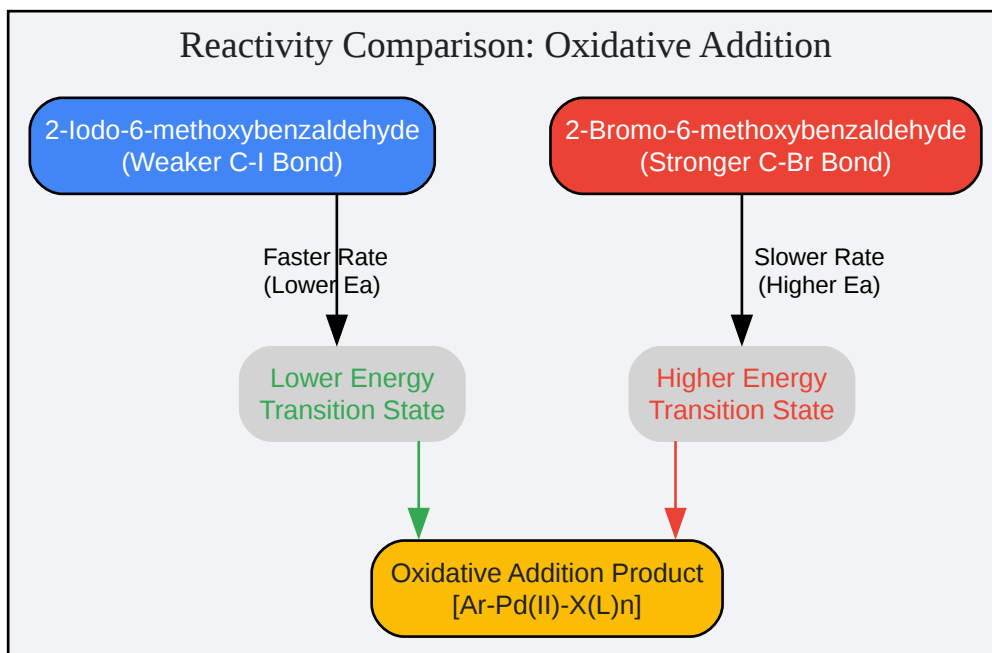 Reactivity Comparison: Oxidative Addition
2-Iodo-6-methoxybenzaldehyde
(Weaker C-I Bond)
2-Bromo-6-methoxybenzaldehyde
(Stronger C-Br Bond)
Faster Rate
(Lower Ea)
Slower Rate
(Higher Ea)
Lower Energy
Transition State
Higher Energy
Transition State
Oxidative Addition Product
[Ar-Pd(II)-X(L)n]